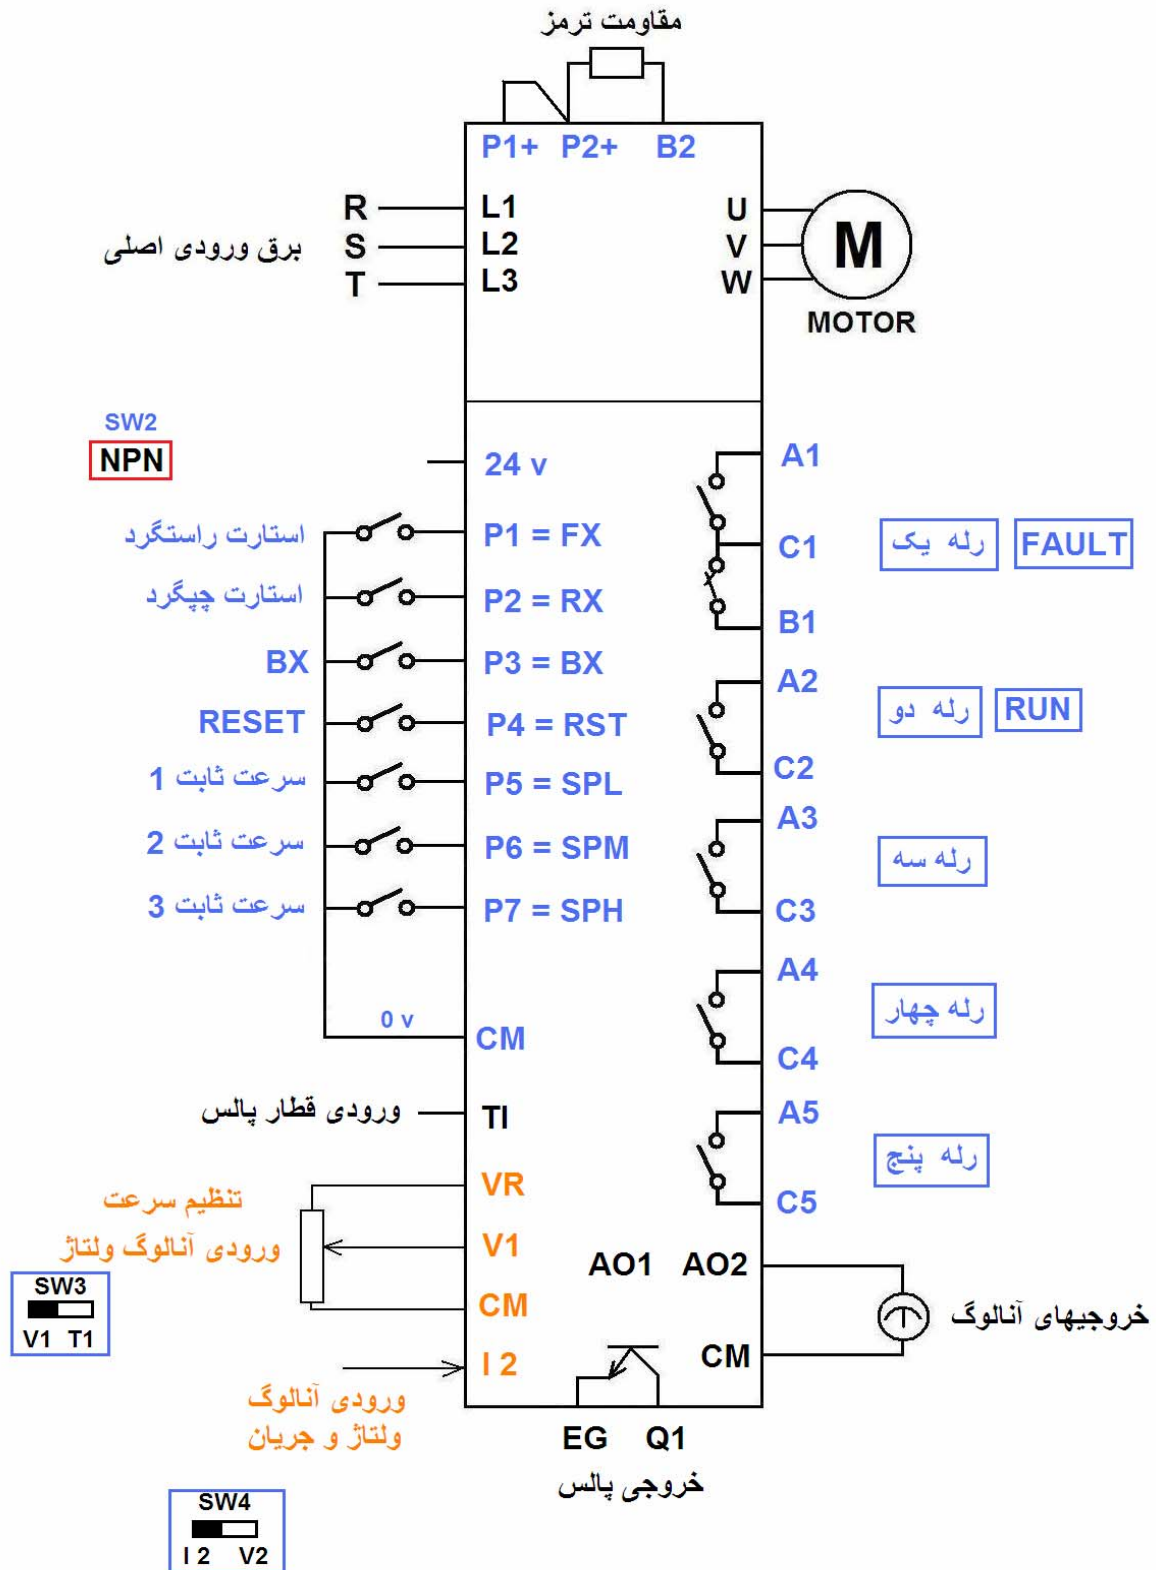 مقاومت ترمز
P1+ P2+ B2
R L1 U
برق ورودی اصلی S L2 V M
T L3 W
MOTOR
SW2
NPN
24 v
A1
استارت راستگرد P1 = FX
C1 رله یک FAULT
استارت چپگرد P2 = RX
B1
BX P3 = BX
A2
RESET P4 = RST
رله دو RUN
C2
سرعت ثابت 1 P5 = SPL
A3
سرعت ثابت 2 P6 = SPM
رله سه
سرعت ثابت 3 P7 = SPH
C3
A4
رله چهار
0 v CM
C4
ورودی قطار پالس TI
A5
رله پنج
VR
C5
تنظیم سرعت
ورودی آنالوگ ولتاژ V1
AO1 AO2
SW3
V1 T1
CM
خروجیهای آنالوگ
I 2
CM
ورودی آنالوگ
ولتاژ و جریان
EG Q1
خروجی پالس
SW4
I 2 V2